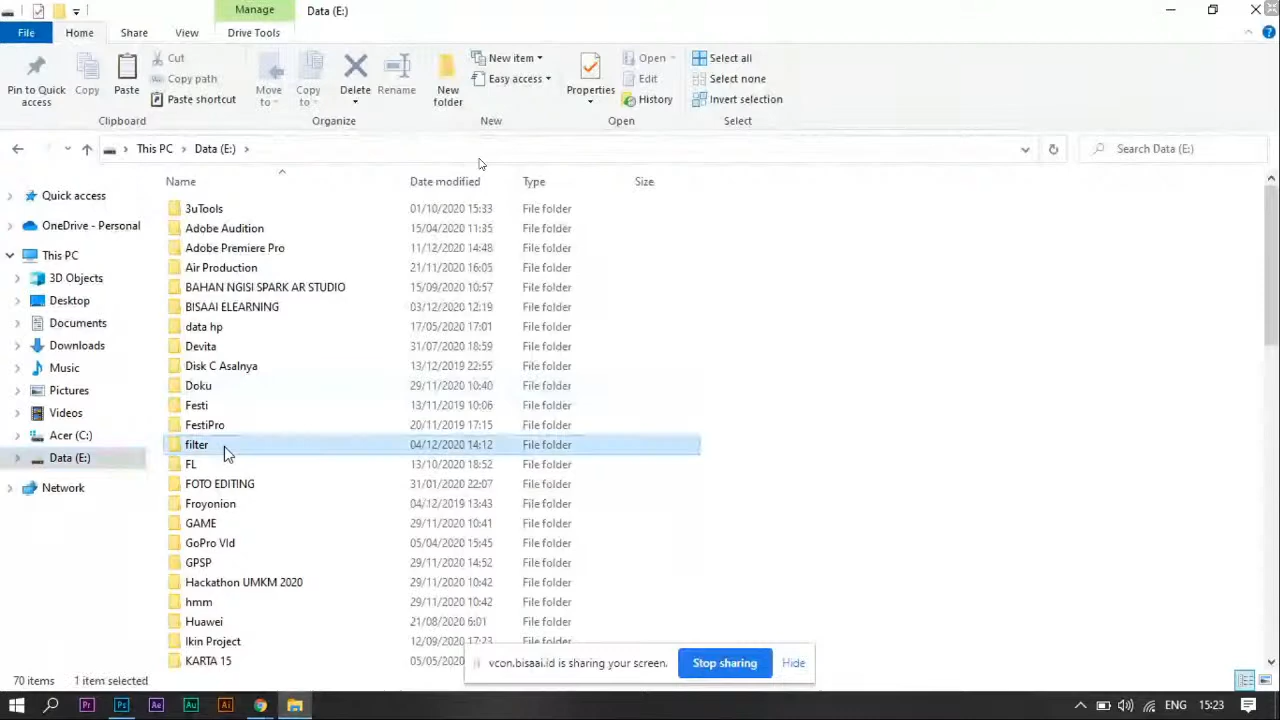 Manage
Data (E:)
File
Home
Share
View
Drive Tools
Pin to Quick access
Copy
Paste
Cut
Copy path
Paste shortcut
Clipboard
Move to
Copy to
Delete
Rename
Organize
New folder
New item
Easy access
New
Properties
Open
Edit
History
Open
Select all
Select none
Invert selection
Select
This PC
Data (E:)
Search Data (E:)
Name
Date modified
Type
Size
Quick access
OneDrive - Personal
This PC
3D Objects
Desktop
Documents
Downloads
Music
Pictures
Videos
Acer (C:)
Data (E:)
Network
3uTools 01/10/2020 15:33 File folder
Adobe Audition 15/04/2020 11:35 File folder
Adobe Premiere Pro 11/12/2020 14:48 File folder
Air Production 21/11/2020 16:05 File folder
BAHAN NGISI SPARK AR STUDIO 15/09/2020 10:57 File folder
BISAAI ELEARNING 03/12/2020 12:19 File folder
data hp 17/05/2020 17:01 File folder
Devita 31/07/2020 18:59 File folder
Disk C Asalnya 13/12/2019 22:55 File folder
Doku 29/11/2020 10:40 File folder
Festi 13/11/2019 10:06 File folder
FestiPro 20/11/2019 17:15 File folder
filter 04/12/2020 14:12 File folder
FL 13/10/2020 18:52 File folder
FOTO EDITING 31/01/2020 22:07 File folder
Froyonion 04/12/2019 13:43 File folder
GAME 29/11/2020 10:41 File folder
GoPro VId 05/04/2020 15:45 File folder
GPSP 29/11/2020 14:52 File folder
Hackathon UMKM 2020 29/11/2020 10:42 File folder
hmm 29/11/2020 10:42 File folder
Huawei 21/08/2020 6:01 File folder
Ikin Project 12/09/2020 17:23 File folder
KARTA 15 05/05/2020
vcon.bisaai.id is sharing your screen.
Stop sharing
Hide
70 items
1 item selected
Pr
Ps
Ae
Au
Ai
ENG
15:23